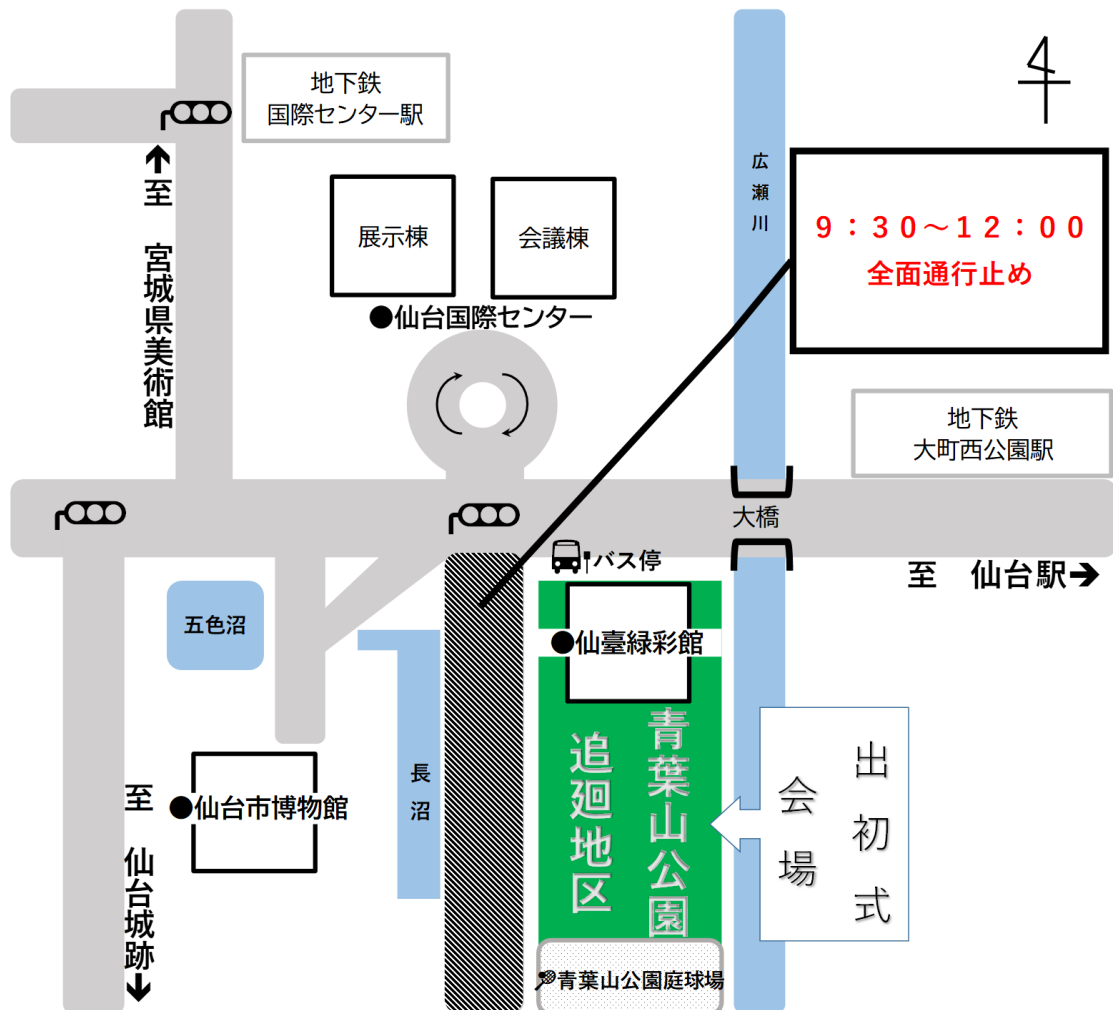 地下鉄
国際センター駅
至 宮城県美術館
展示棟
会議棟
●仙台国際センター
広瀬川
9:30～12:00
全面通行止め
地下鉄
大町西公園駅
大橋
バス停
至 仙台駅
五色沼
●仙臺緑彩館
青葉山公園
追廻地区
長沼
●仙台市博物館
至 仙台城跡
出初式
会場
青葉山公園庭球場